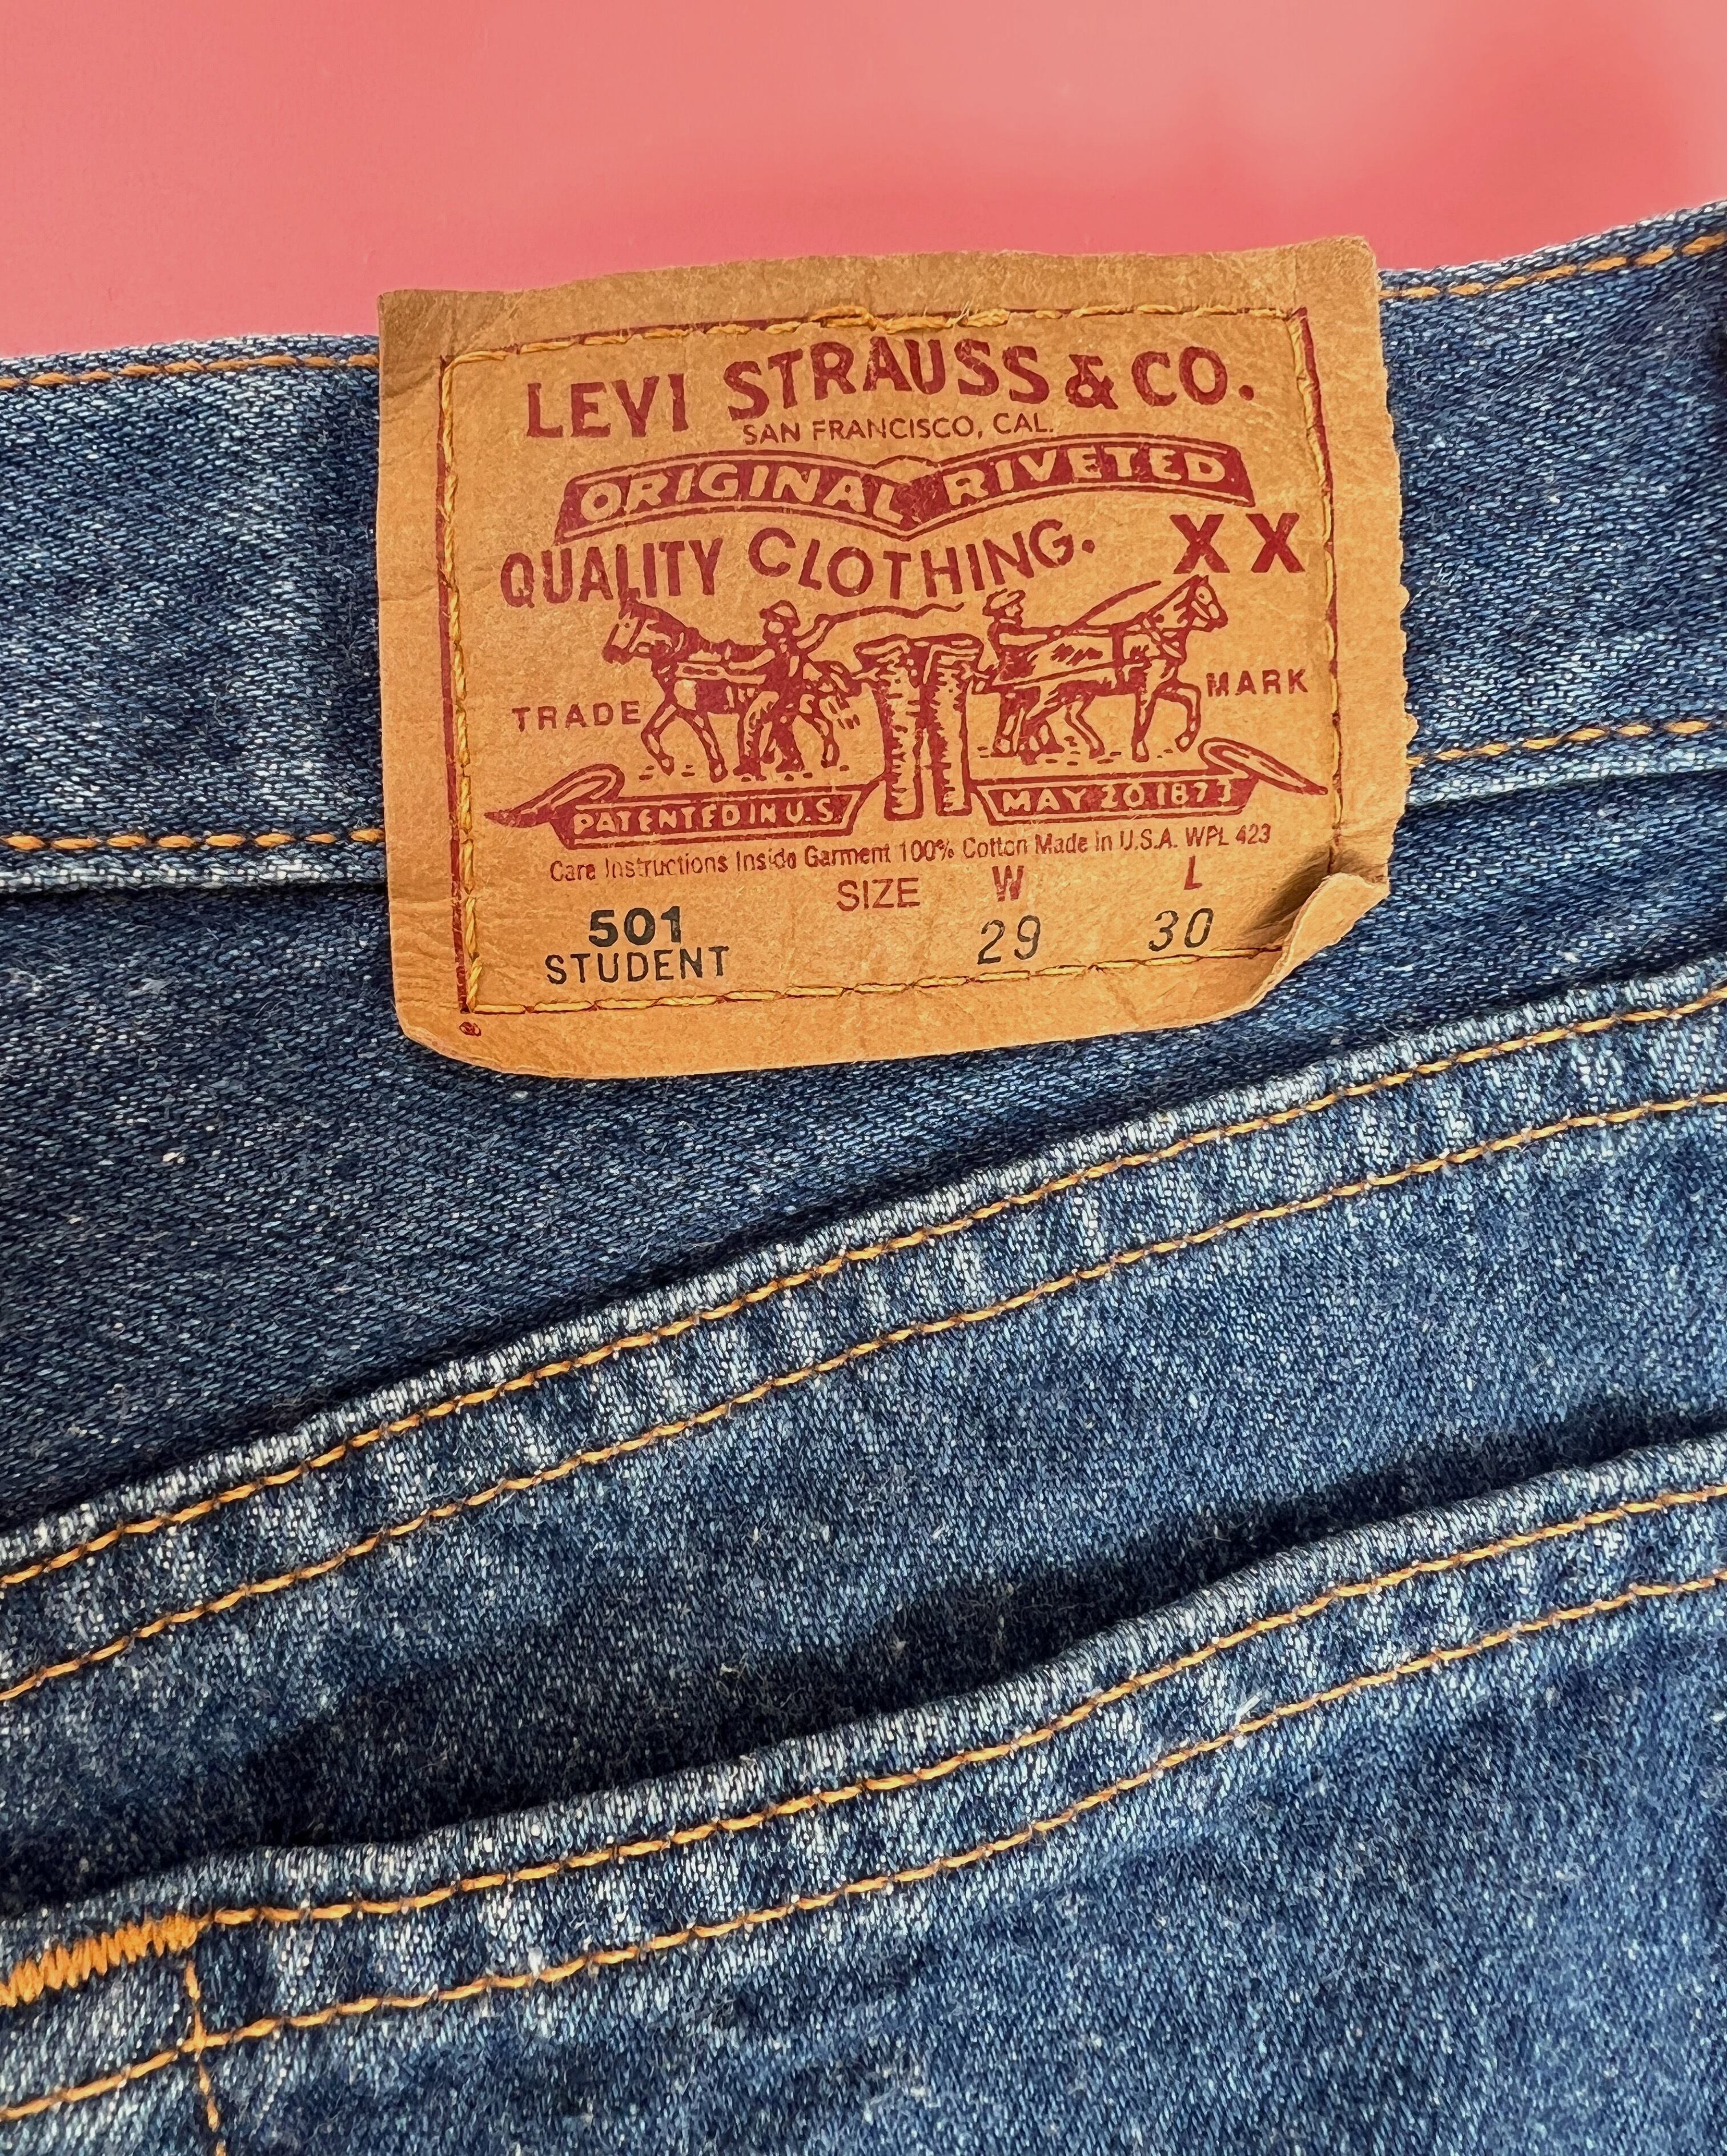 LEVI STRAUSS & CO.
SAN FRANCISCO, CAL.
ORIGINAL RIVETED
QUALITY CLOTHING. XX
TRADE MARK
PATENTED IN U.S. MAY 20 1873
Care Instructions Inside Garment 100% Cotton Made in U.S.A. WPL 423
SIZE W L
501 29 30
STUDENT